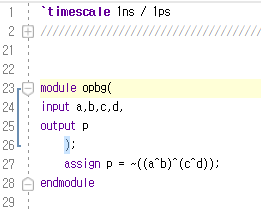 1 `timescale 1ns / 1ps
2 ////////////////////////////////////////
21
22
23 module opbg(
24 input a,b,c,d,
25 output p
26 );
27 assign p = ~((a^b)^(c^d));
28 endmodule
29